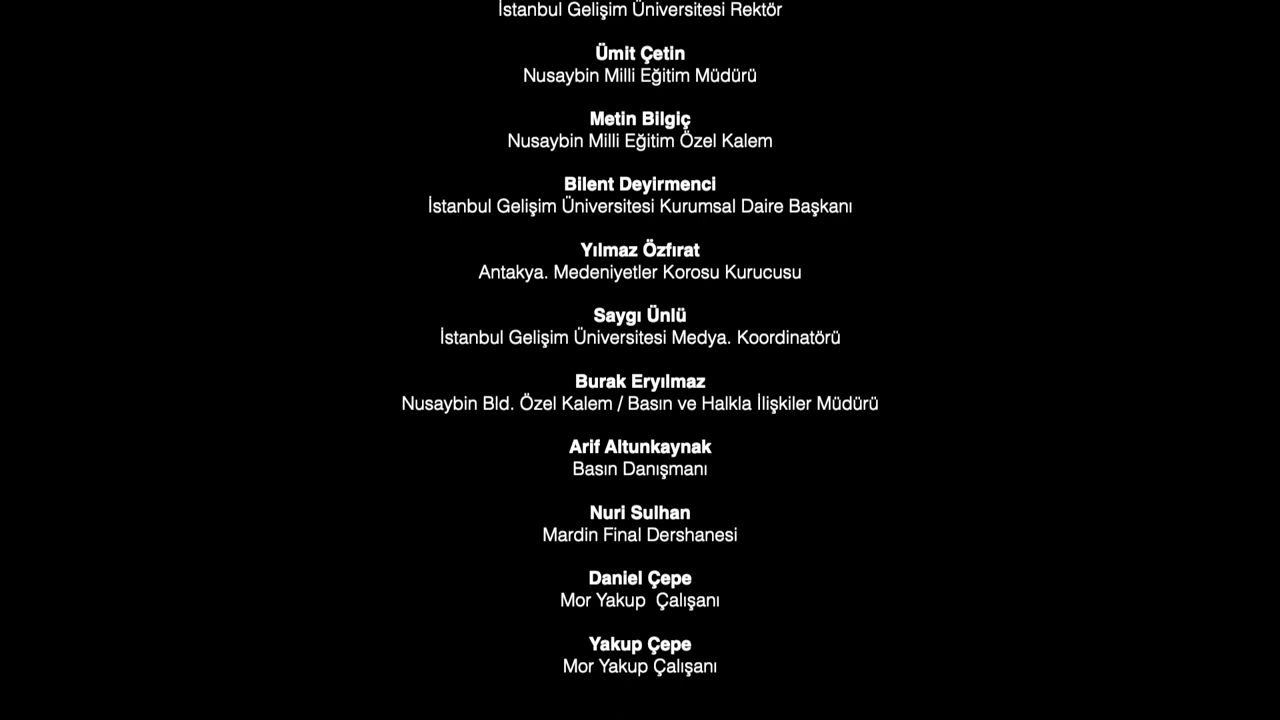 İstanbul Gelişim Üniversitesi Rektör
Ümit Çetin
Nusaybin Milli Eğitim Müdürü
Metin Bilgiç
Nusaybin Milli Eğitim Özel Kalem
Bilent Deyirmenci
İstanbul Gelişim Üniversitesi Kurumsal Daire Başkanı
Yılmaz Özfırat
Antakya. Medeniyetler Korosu Kurucusu
Saygı Ünlü
İstanbul Gelişim Üniversitesi Medya. Koordinatörü
Burak Eryılmaz
Nusaybin Bld. Özel Kalem / Basın ve Halkla İlişkiler Müdürü
Arif Altunkaynak
Basın Danışmanı
Nuri Sulhan
Mardin Final Dershanesi
Daniel Çepe
Mor Yakup  Çalışanı
Yakup Çepe
Mor Yakup Çalışanı